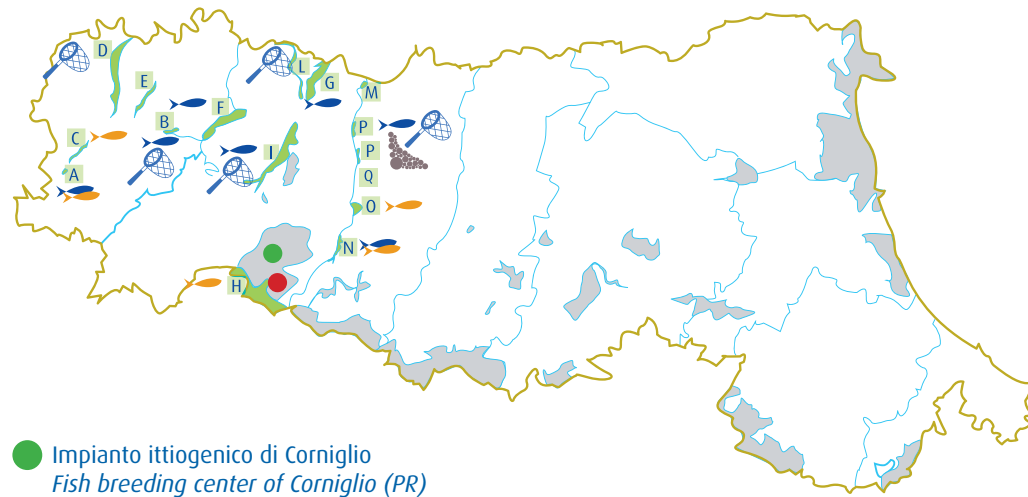 D
L
G
E
M
F
B
P
C
I
P
A
Q
O
N
H
Impianto ittiogenico di Corniglio
Fish breeding center of Corniglio (PR)